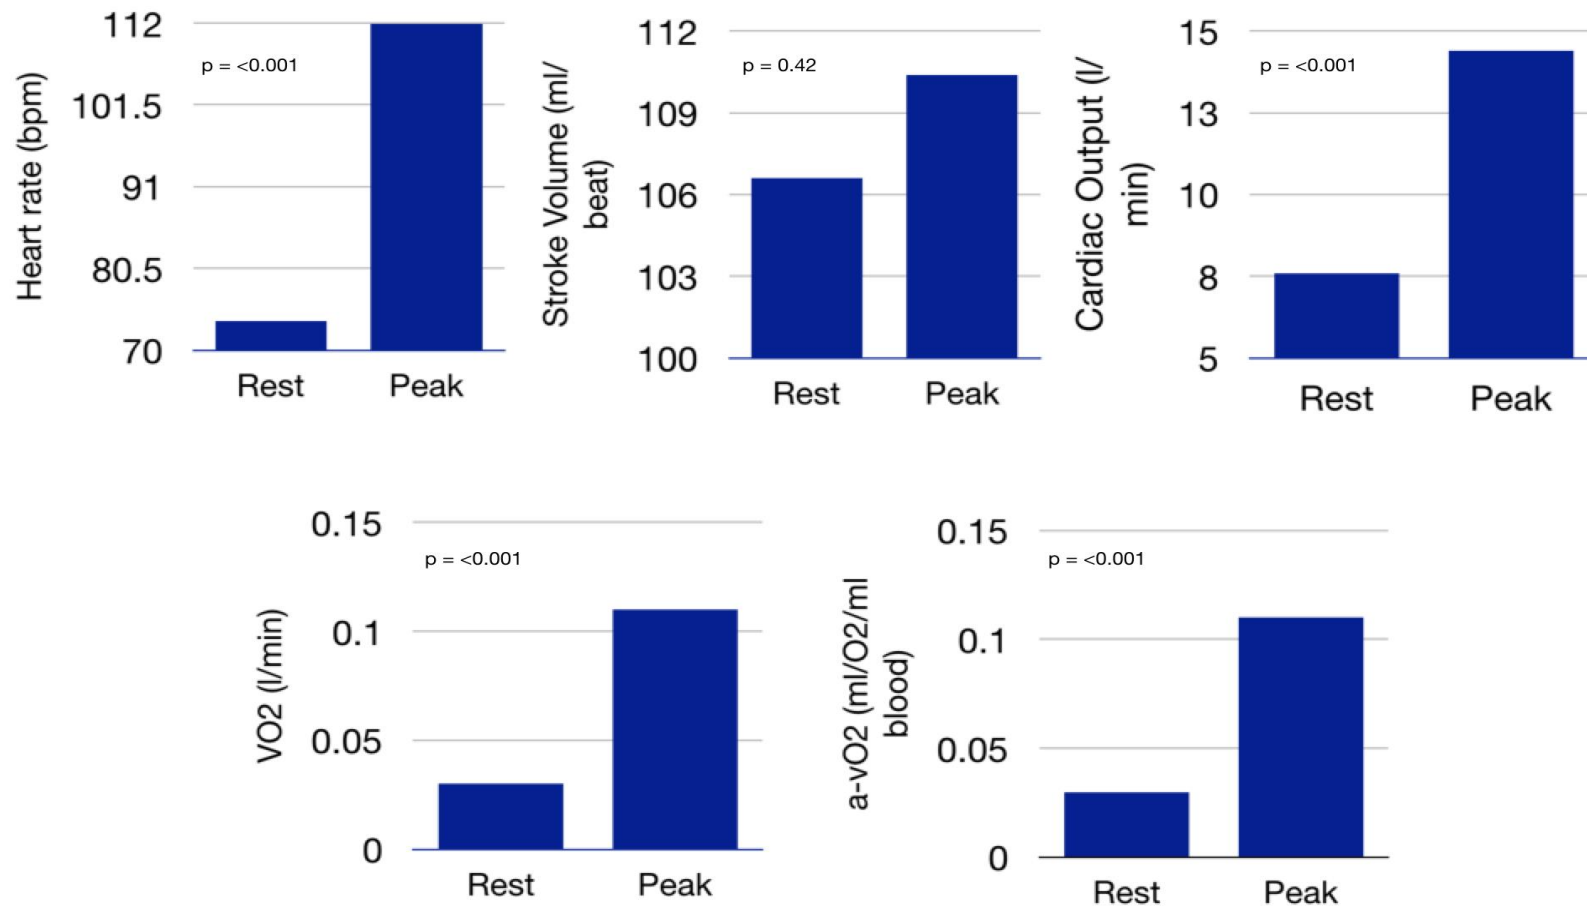 Heart rate (bpm)
112
101.5
91
80.5
70
p = <0.001
Rest Peak
Stroke Volume (ml/
beat)
112
109
106
103
100
p = 0.42
Rest Peak
Cardiac Output (l/
min)
15
13
10
8
5
p = <0.001
Rest Peak
VO2 (l/min)
0.15
0.1
0.05
0
p = <0.001
Rest Peak
a-vO2 (ml/O2/ml
blood)
0.15
0.1
0.05
0
p = <0.001
Rest Peak